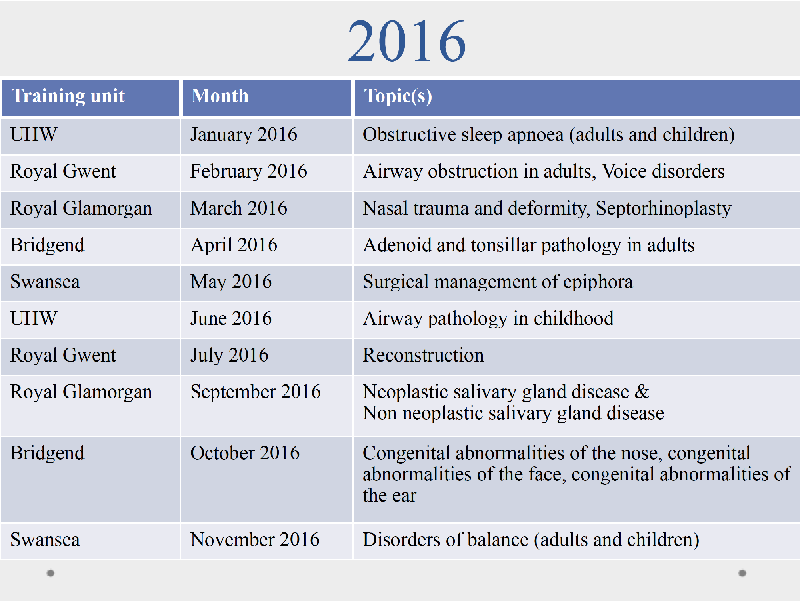 2016
Training unit Month Topic(s)
UHW January 2016 Obstructive sleep apnoea (adults and children)
Royal Gwent February 2016 Airway obstruction in adults, Voice disorders
Royal Glamorgan March 2016 Nasal trauma and deformity, Septorhinoplasty
Bridgend April 2016 Adenoid and tonsillar pathology in adults
Swansea May 2016 Surgical management of epiphora
UHW June 2016 Airway pathology in childhood
Royal Gwent July 2016 Reconstruction
Royal Glamorgan September 2016 Neoplastic salivary gland disease &
Non neoplastic salivary gland disease
Bridgend October 2016 Congenital abnormalities of the nose, congenital
abnormalities of the face, congenital abnormalities of
the ear
Swansea November 2016 Disorders of balance (adults and children)